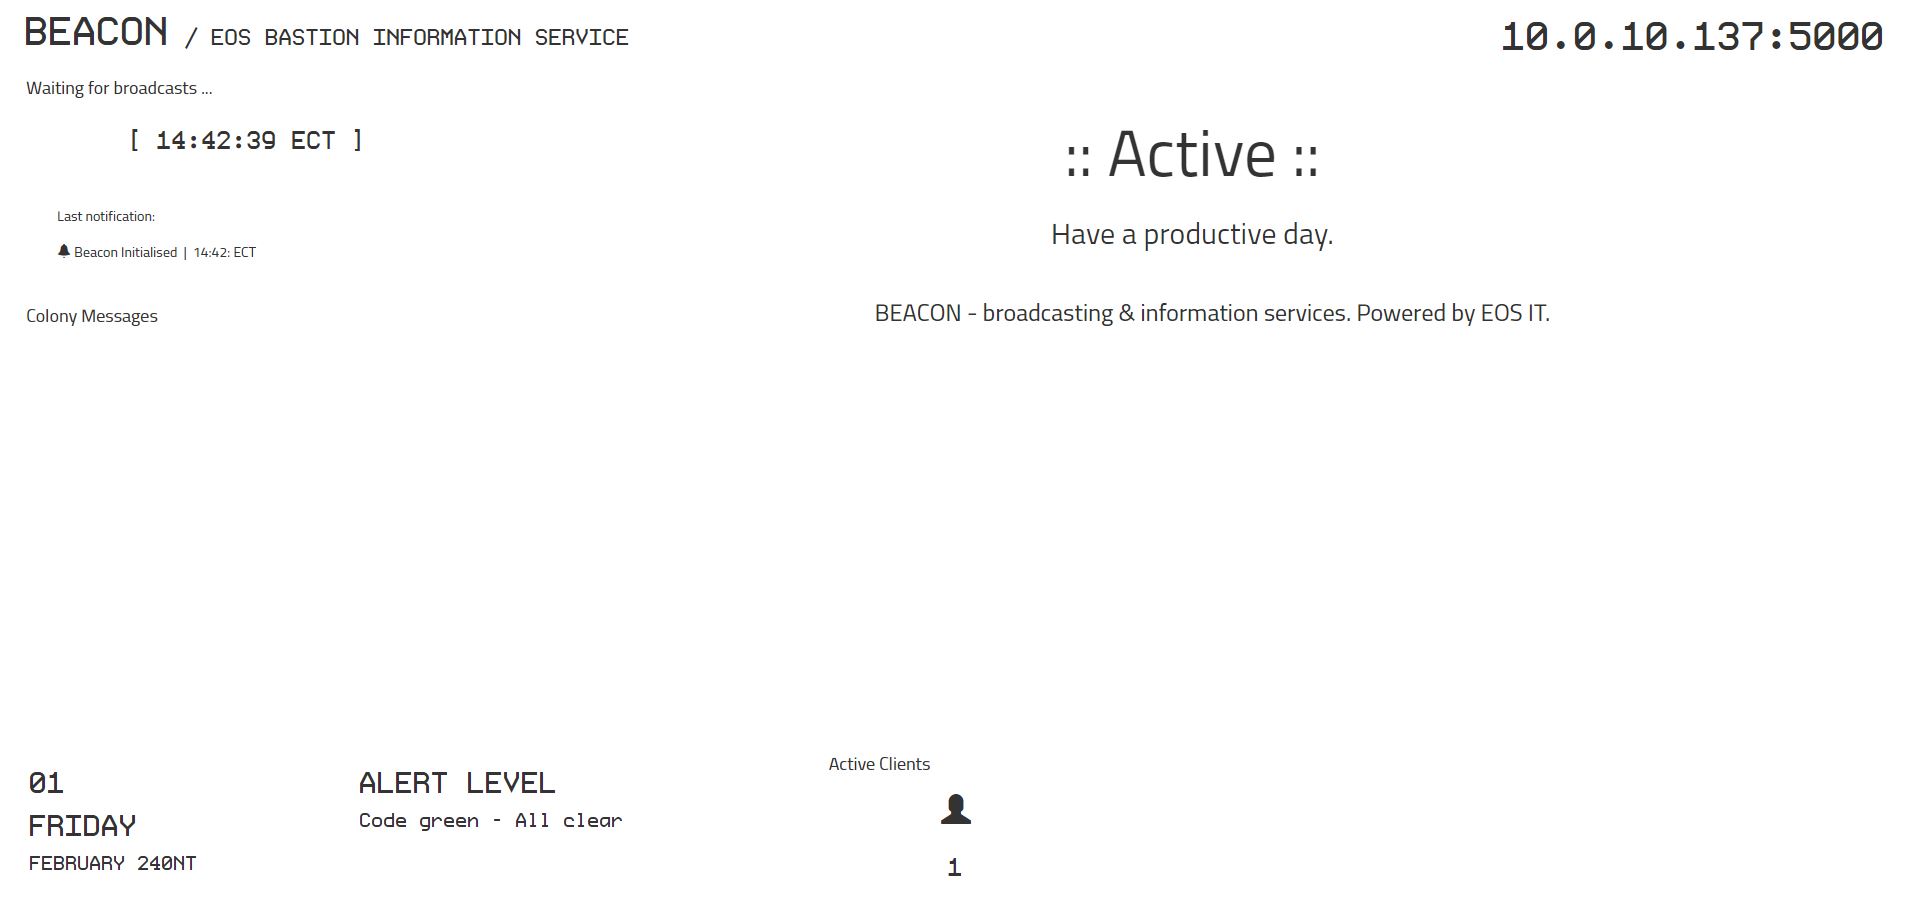 BEACON / EOS BASTION INFORMATION SERVICE
10.0.10.137:5000
Waiting for broadcasts ...
[ 14:42:39 ECT ]
:: Active ::
Last notification:
Have a productive day.
Beacon Initialised | 14:42: ECT
Colony Messages
BEACON - broadcasting & information services. Powered by EOS IT.
01
FRIDAY
FEBRUARY 240NT
ALERT LEVEL
Code green - All clear
Active Clients
1